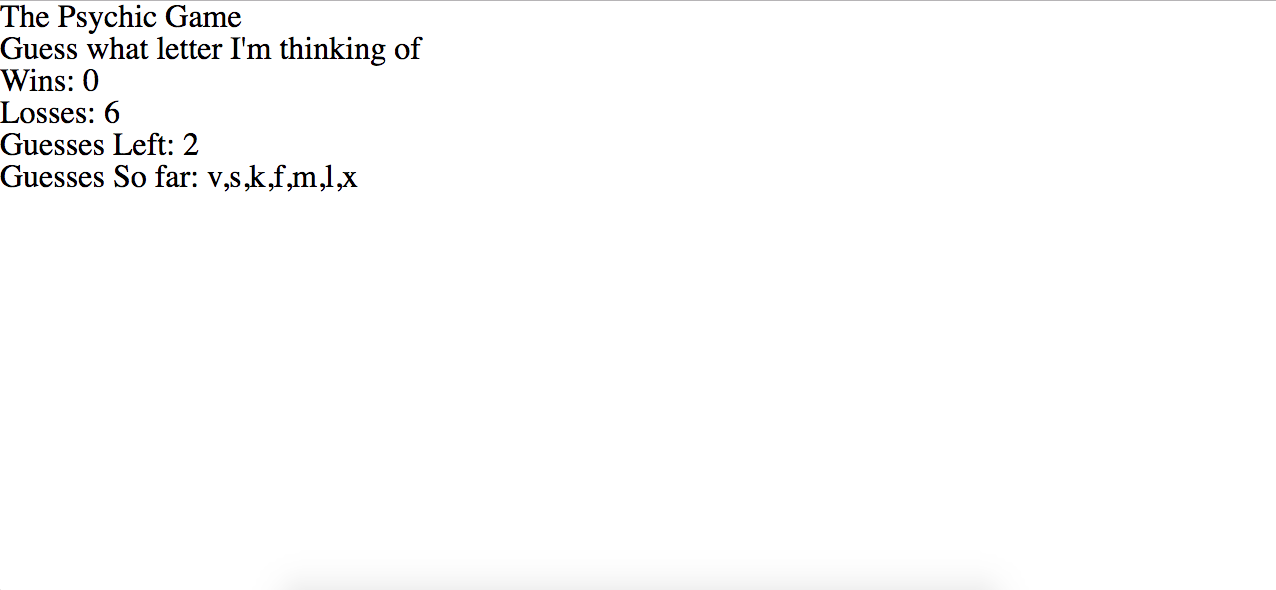 The Psychic Game
Guess what letter I'm thinking of
Wins: 0
Losses: 6
Guesses Left: 2
Guesses So far: v,s,k,f,m,l,x